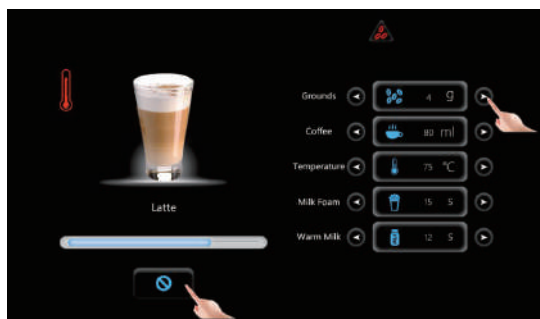 Grounds 4 g
Coffee 80 ml
Temperature 75 °C
Milk Foam 15 S
Warm Milk 12 S
Latte